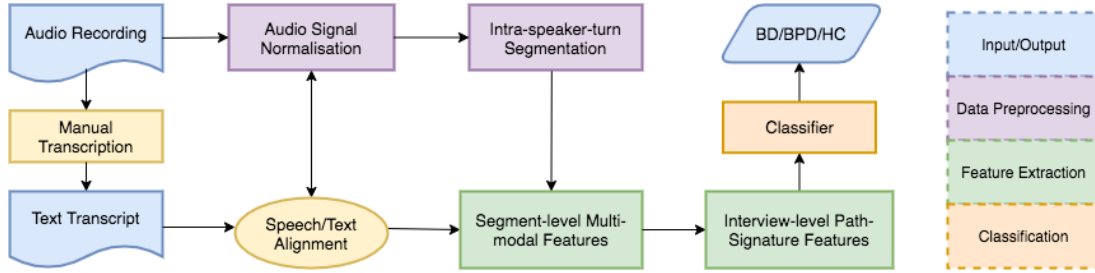 Audio Recording
Audio Signal
Normalisation
Intra-speaker-turn
Segmentation
BD/BPD/HC
Input/Output
Manual
Transcription
Classifier
Data Preprocessing
Text Transcript
Speech/Text
Alignment
Segment-level Multi-
modal Features
Interview-level Path-
Signature Features
Feature Extraction
Classification